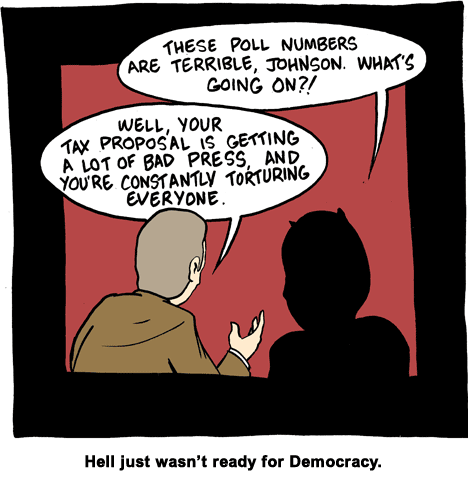 THESE POLL NUMBERS
ARE TERRIBLE, JOHNSON. WHAT'S
GOING ON?!
WELL, YOUR
TAX PROPOSAL IS GETTING
A LOT OF BAD PRESS, AND
YOU'RE CONSTANTLY TORTURING
EVERYONE.
Hell just wasn't ready for Democracy.